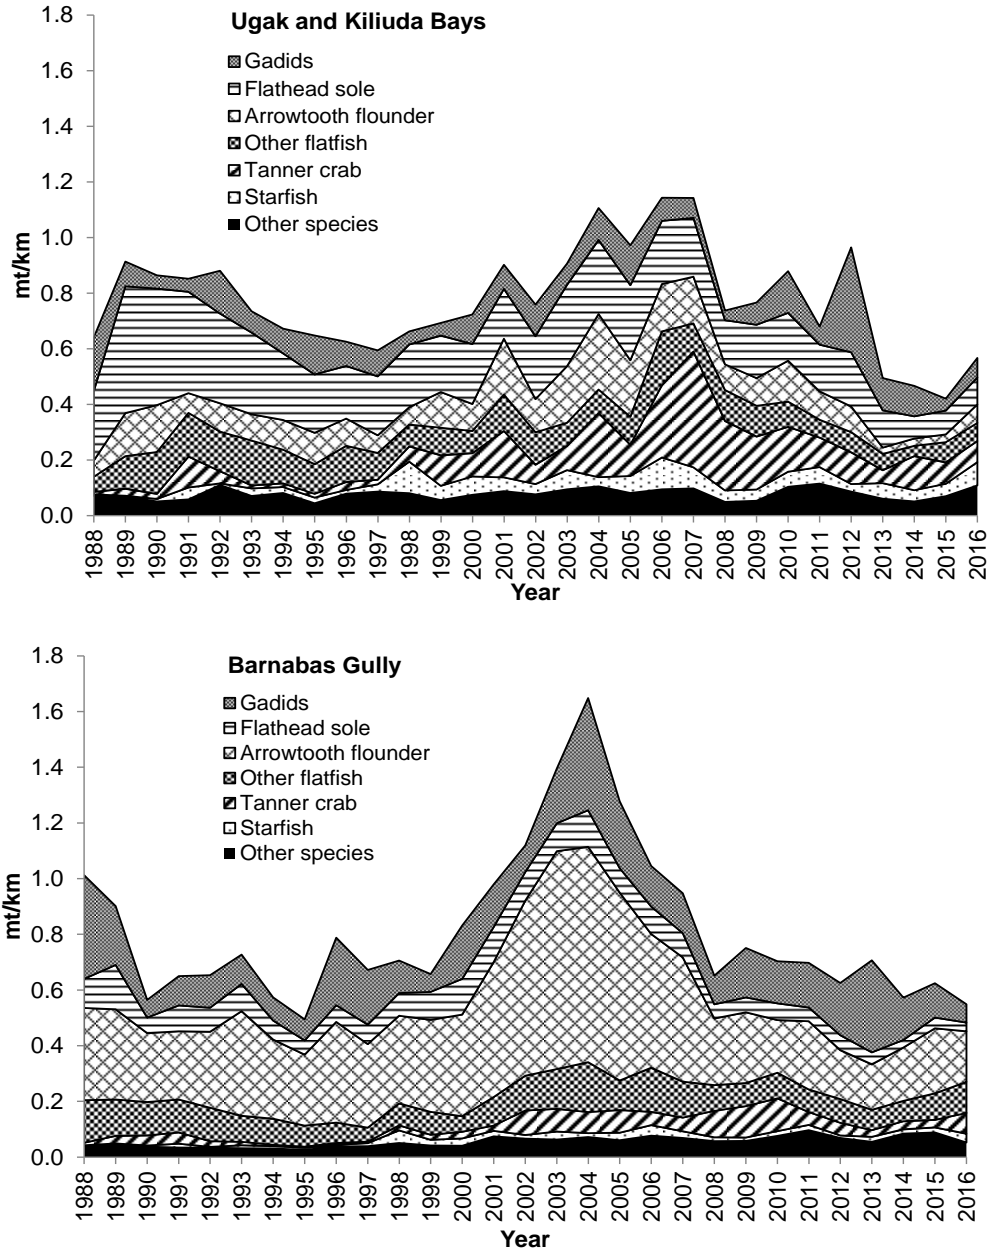 Ugak and Kiliuda Bays
Gadids
Flathead sole
Arrowtooth flounder
Other flatfish
Tanner crab
Starfish
Other species
mt/km
1.8
1.6
1.4
1.2
1.0
0.8
0.6
0.4
0.2
0.0
1988 1989 1990 1991 1992 1993 1994 1995 1996 1997 1998 1999 2000 2001 2002 2003 2004 2005 2006 2007 2008 2009 2010 2011 2012 2013 2014 2015 2016
Year
Barnabas Gully
Gadids
Flathead sole
Arrowtooth flounder
Other flatfish
Tanner crab
Starfish
Other species
mt/km
1.8
1.6
1.4
1.2
1.0
0.8
0.6
0.4
0.2
0.0
1988 1989 1990 1991 1992 1993 1994 1995 1996 1997 1998 1999 2000 2001 2002 2003 2004 2005 2006 2007 2008 2009 2010 2011 2012 2013 2014 2015 2016
Year